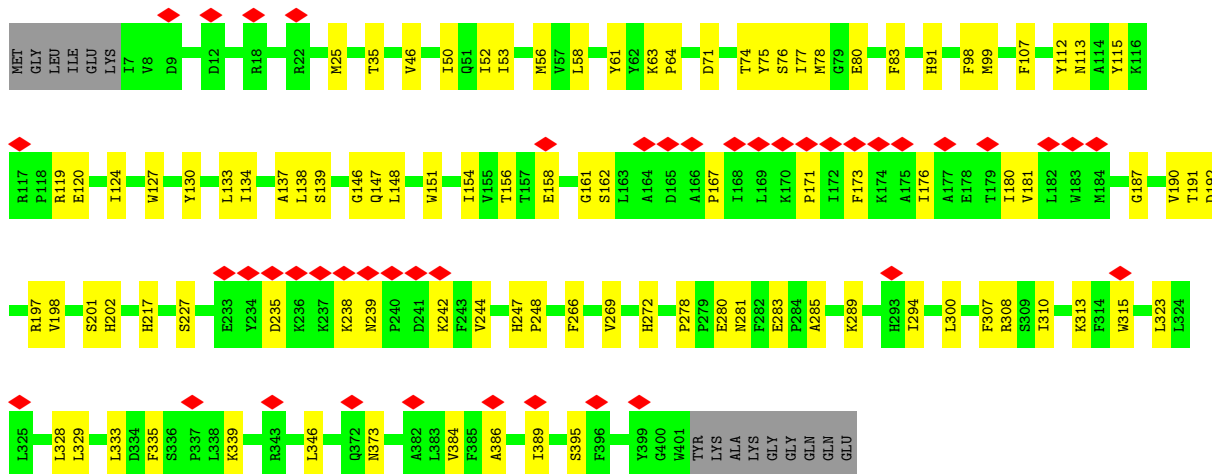 MET GLY LEU ILE GLU LYS I7 V8 D9 D12 R18 R22 M25 T35 V46 I50 Q51 I52 I53 M56 V57 L58 Y61 Y62 K63 P64 D71 T74 Y75 S76 I77 M78 G79 E80 F83 H91 F98 M99 F107 Y112 N113 A114 Y115 K116
R117 P118 R119 E120 I124 W127 Y130 L133 I134 A137 L138 S139 G146 Q147 L148 W151 I154 V155 T156 T157 E158 G161 S162 L163 A164 D165 A166 P167 I168 L169 K170 P171 I172 F173 K174 A175 I176 A177 E178 T179 I180 V181 L182 W183 M184 G187 V190 T191 D192
R197 V198 S201 H202 H217 S227 E233 Y234 D235 K236 K237 K238 N239 P240 D241 K242 F243 V244 H247 P248 F266 V269 H272 P278 P279 E280 N281 F282 E283 P284 A285 K289 H293 I294 L300 F307 R308 S309 I310 K313 F314 W315 L323 L324
L325 L328 L329 L333 D334 F335 S336 P337 L338 K339 R343 L346 Q372 N373 A382 L383 V384 F385 A386 I389 S395 F396 Y399 G400 W401 TYR LYS ALA LYS GLY GLY GLN GLN GLU